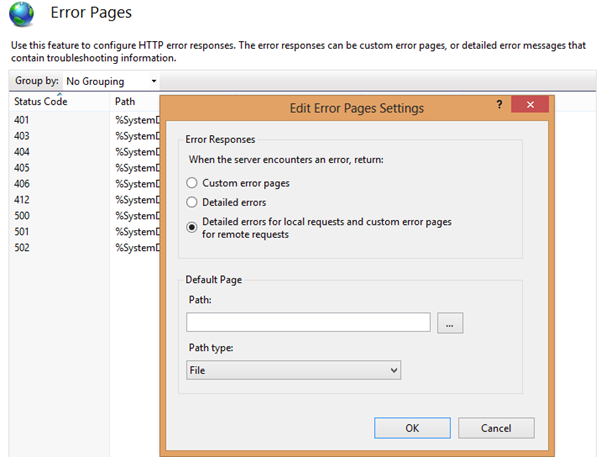 Error Pages
Use this feature to configure HTTP error responses. The error responses can be custom error pages, or detailed error messages that
contain troubleshooting information.
Group by: No Grouping
Status Code Path
401 %SystemD
403 %SystemD
404 %SystemD
405 %SystemD
406 %SystemD
412 %SystemD
500 %SystemD
501 %SystemD
502 %SystemD
Edit Error Pages Settings
?
Error Responses
When the server encounters an error, return:
Custom error pages
Detailed errors
Detailed errors for local requests and custom error pages
for remote requests
Default Page
Path:
...
Path type:
File
OK Cancel